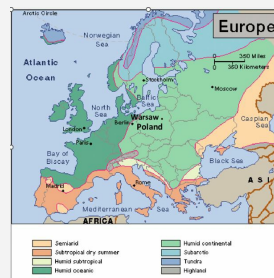 Arctic Circle
Norwegian
Sea
Europe
350 Miles
350 Kilometers
Atlantic
Ocean
Stockholm
Moscow
Baltic
Sea
North
Sea
Warsaw
Berlin
Poland
London
Paris
Caspian
Sea
Bay of
Biscay
Black Sea
Madrid
Rome
A S I
Mediterranean Sea
AFRICA
Semiarid
Subtropical dry summer
Humid subtropical
Humid oceanic
Humid continental
Subarctic
Tundra
Highland